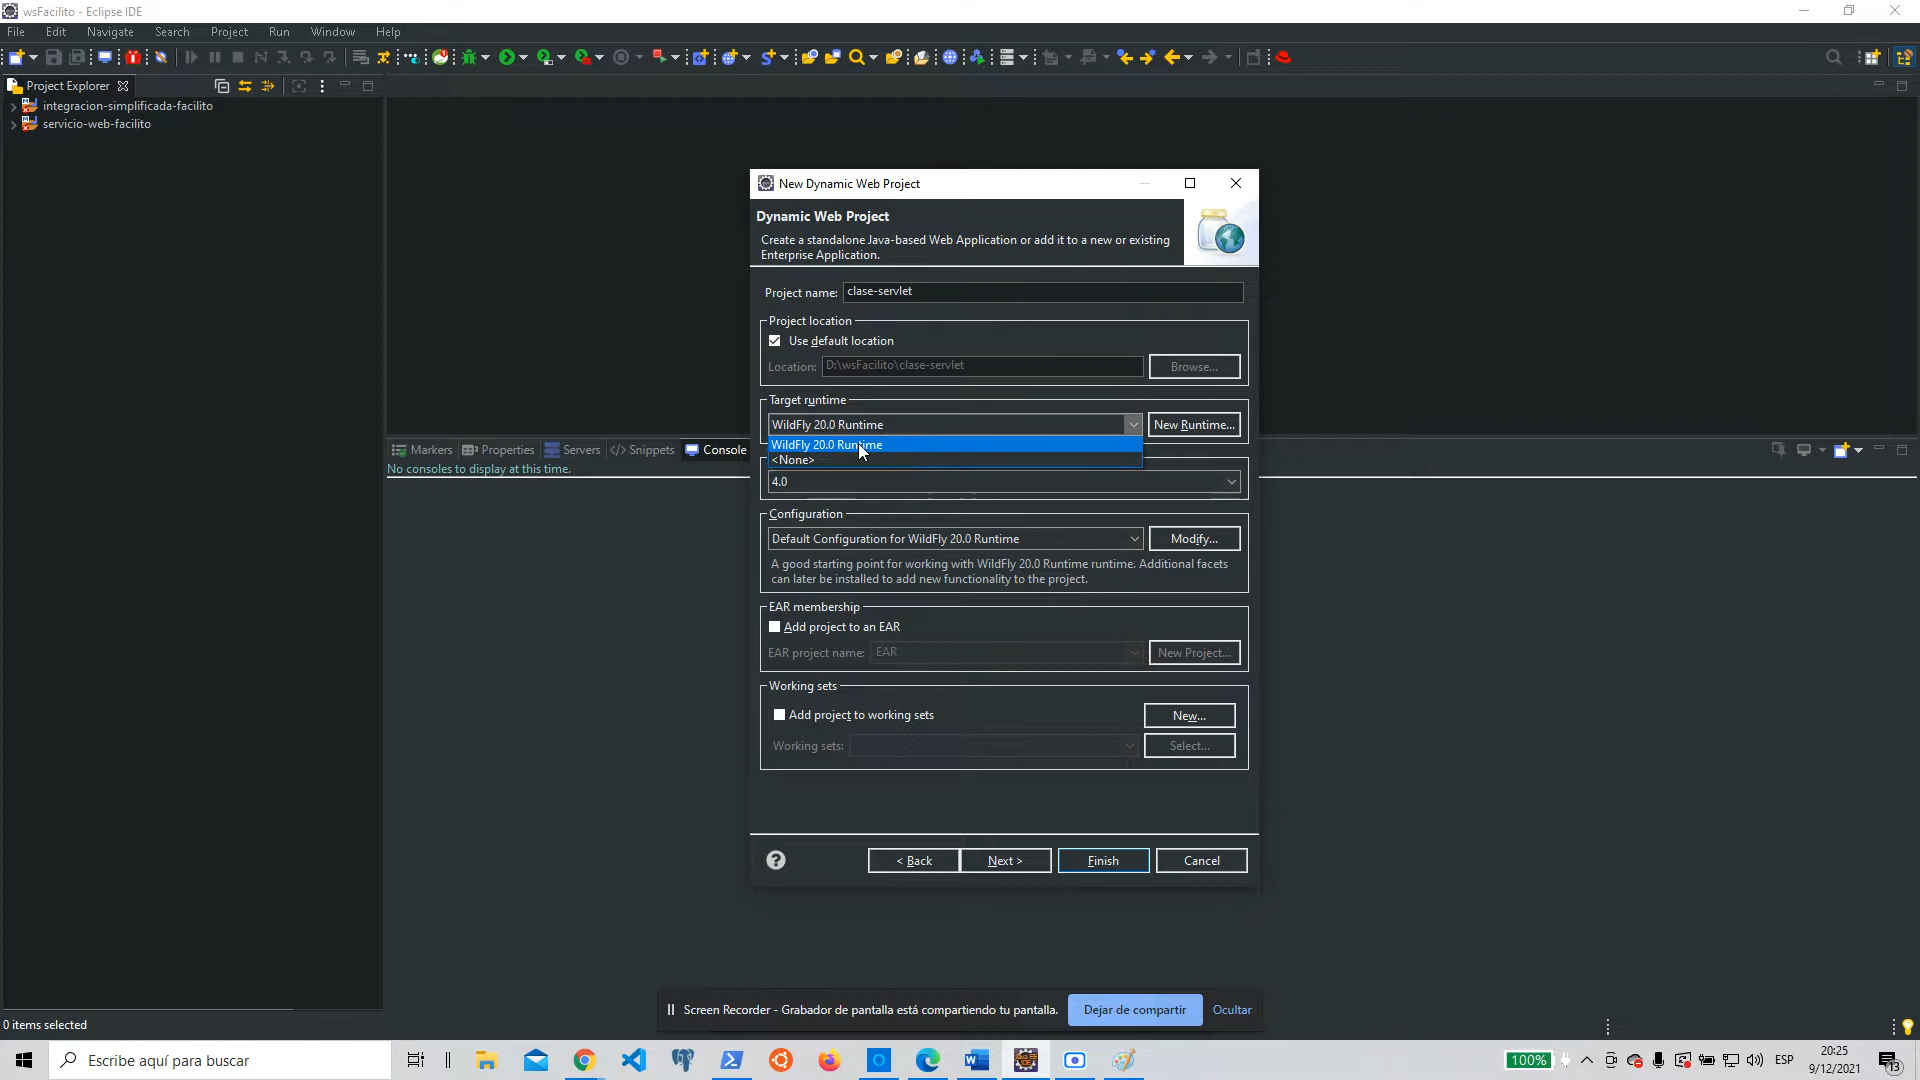 wsFacilito - Eclipse IDE
File Edit Navigate Search Project Run Window Help
Project Explorer
integracion-simplificada-facilito
servicio-web-facilito
New Dynamic Web Project
Dynamic Web Project
Create a standalone Java-based Web Application or add it to a new or existing
Enterprise Application.
Project name: clase-servlet
Project location
Use default location
Location: D:\wsFacilito\clase-servlet Browse...
Target runtime
WildFly 20.0 Runtime New Runtime...
WildFly 20.0 Runtime
<None>
4.0
Configuration
Default Configuration for WildFly 20.0 Runtime Modify...
A good starting point for working with WildFly 20.0 Runtime runtime. Additional facets
can later be installed to add new functionality to the project.
EAR membership
Add project to an EAR
EAR project name: EAR New Project...
Working sets
Add project to working sets New...
Working sets: Select...
< Back Next > Finish Cancel
Markers Properties Servers Snippets Console
No consoles to display at this time.
Screen Recorder - Grabador de pantalla está compartiendo tu pantalla. Dejar de compartir Ocultar
0 items selected
Escribe aquí para buscar
100% ESP 20:25
9/12/2021 13